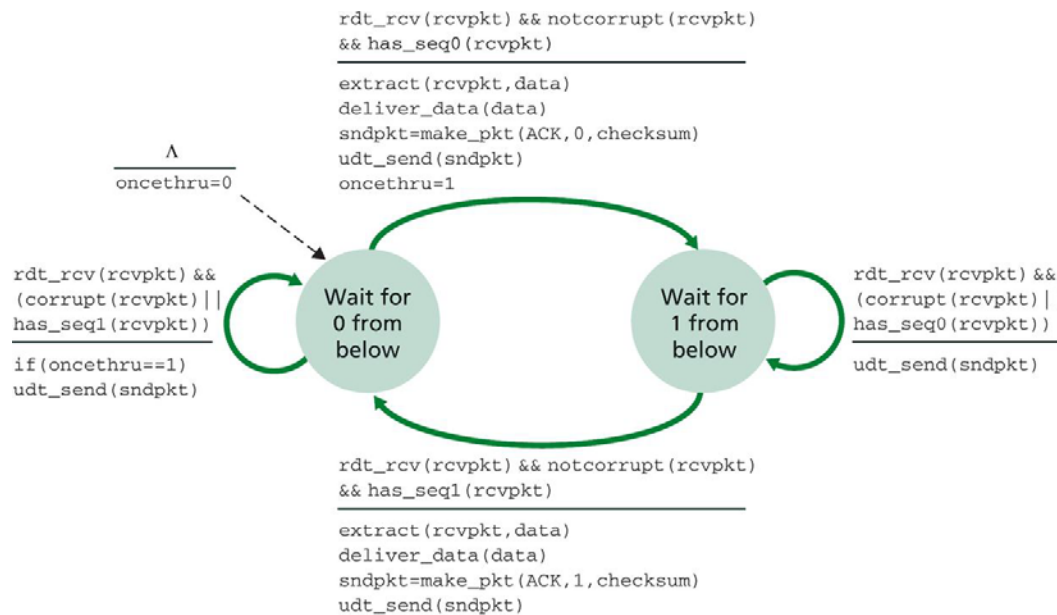 rdt_rcv(rcvpkt) && notcorrupt(rcvpkt)
&& has_seq0(rcvpkt)
extract(rcvpkt,data)
deliver_data(data)
sndpkt=make_pkt(ACK,0,checksum)
udt_send(sndpkt)
oncethru=1
Λ
oncethru=0
rdt_rcv(rcvpkt) &&
(corrupt(rcvpkt)||
has_seq1(rcvpkt))
if(oncethru==1)
udt_send(sndpkt)
Wait for
0 from
below
Wait for
1 from
below
rdt_rcv(rcvpkt) &&
(corrupt(rcvpkt)|
has_seq0(rcvpkt))
udt_send(sndpkt)
rdt_rcv(rcvpkt) && notcorrupt(rcvpkt)
&& has_seq1(rcvpkt)
extract(rcvpkt,data)
deliver_data(data)
sndpkt=make_pkt(ACK,1,checksum)
udt_send(sndpkt)